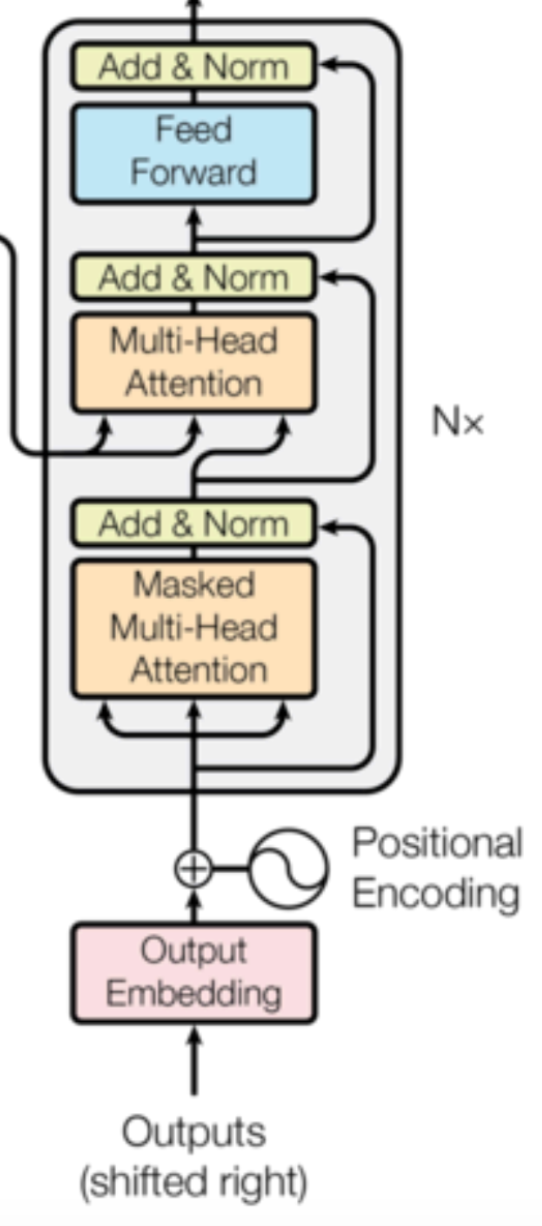 Add & Norm
Feed
Forward
Add & Norm
Multi-Head
Attention
N×
Add & Norm
Masked
Multi-Head
Attention
Positional
Encoding
Output
Embedding
Outputs
(shifted right)